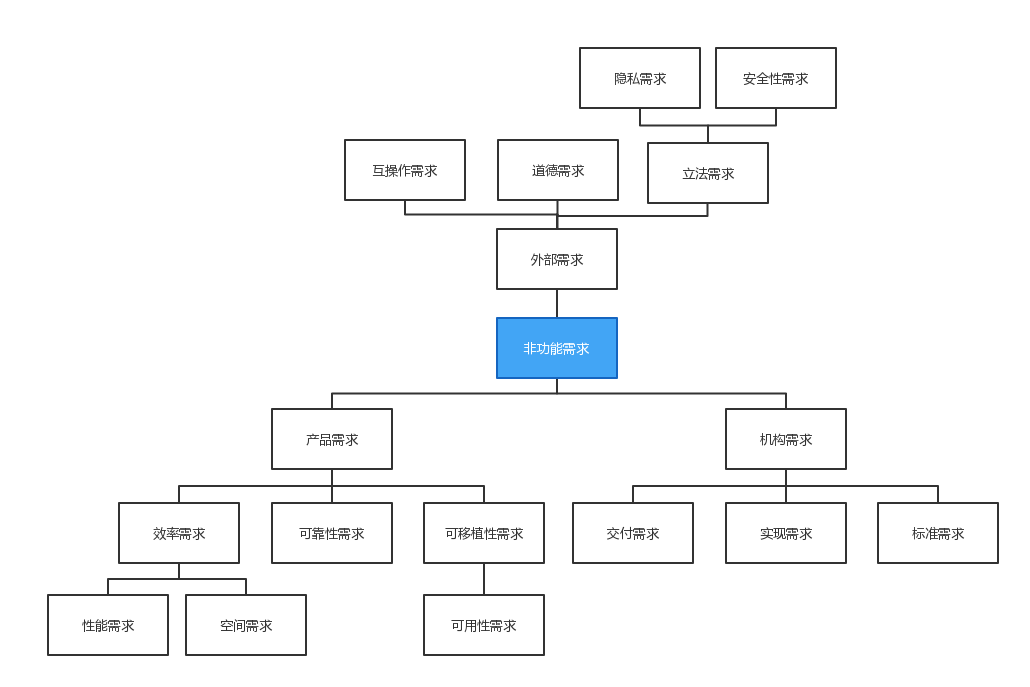 隐私需求
安全性需求
互操作需求
道德需求
立法需求
外部需求
非功能需求
产品需求
机构需求
效率需求
可靠性需求
可移植性需求
交付需求
实现需求
标准需求
性能需求
空间需求
可用性需求